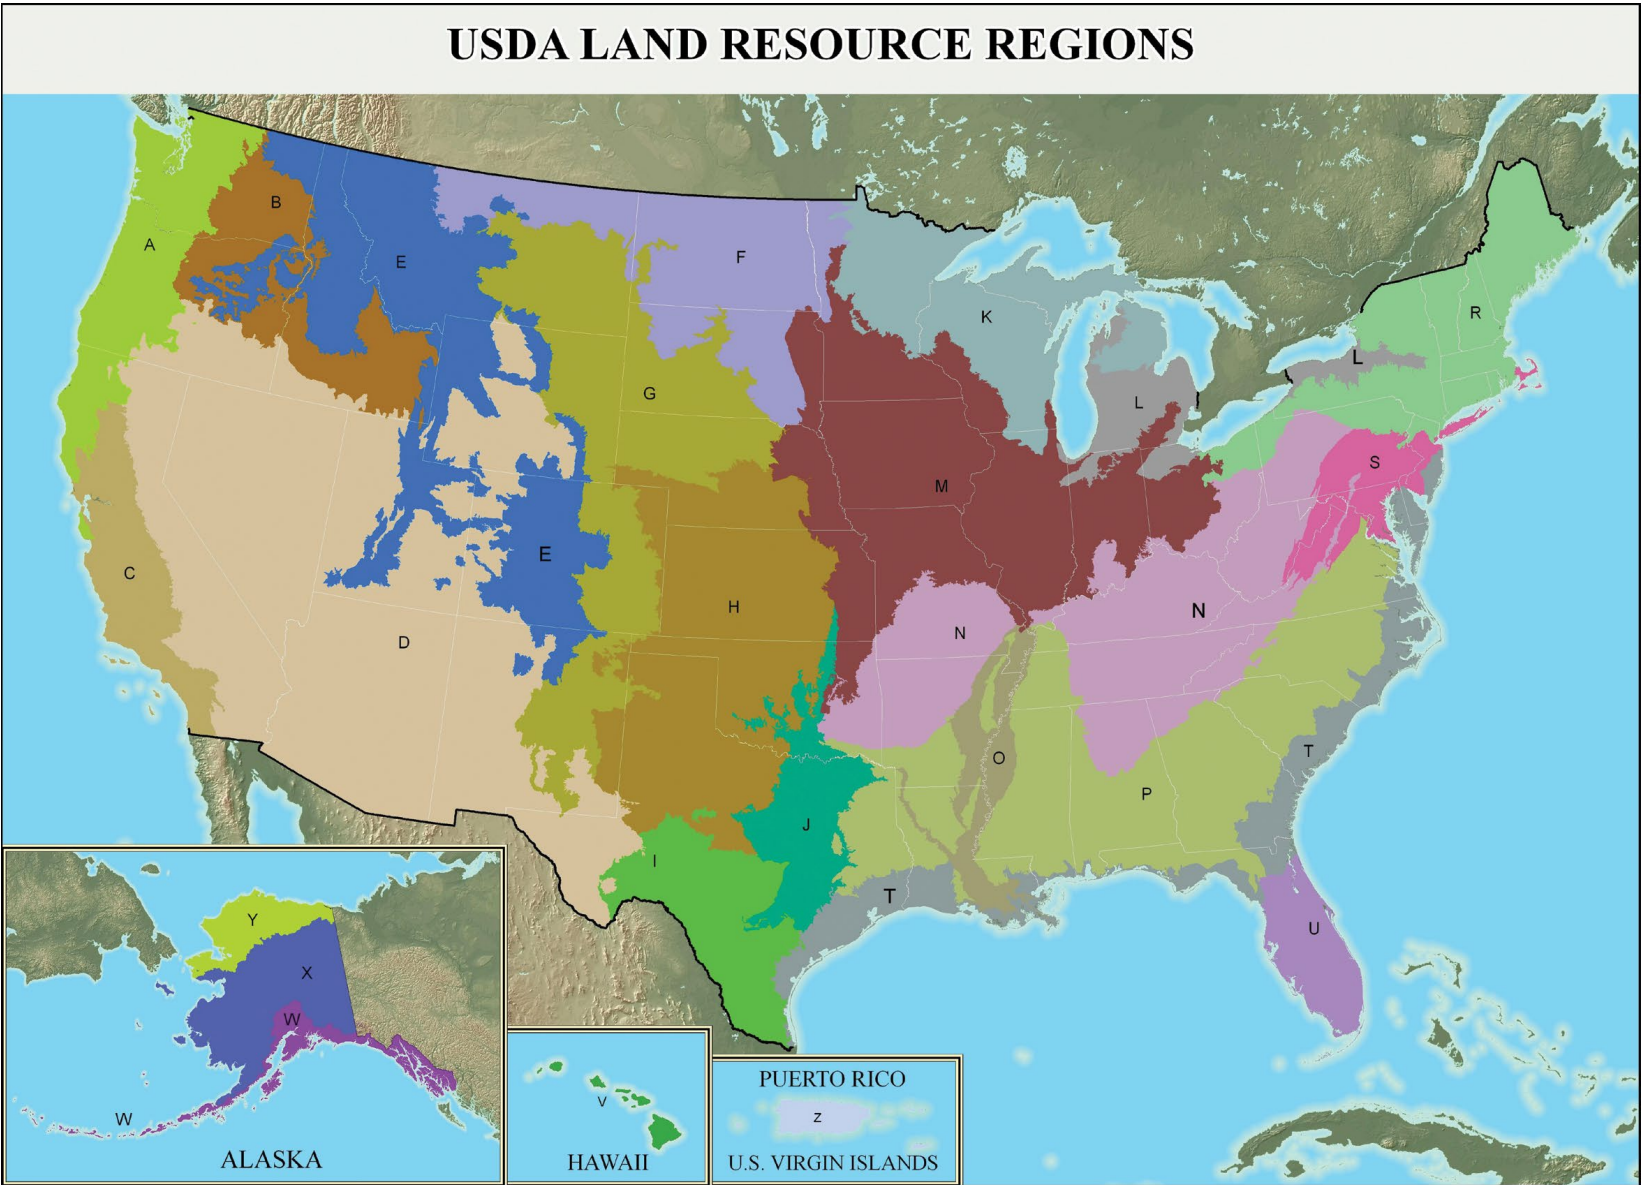 USDA LAND RESOURCE REGIONS
B
A
E
F
K
R
L
G
L
S
M
E
C
H
N
N
D
O
T
P
J
I
T
U
Y
X
W
W
ALASKA
V
HAWAII
PUERTO RICO
Z
U.S. VIRGIN ISLANDS